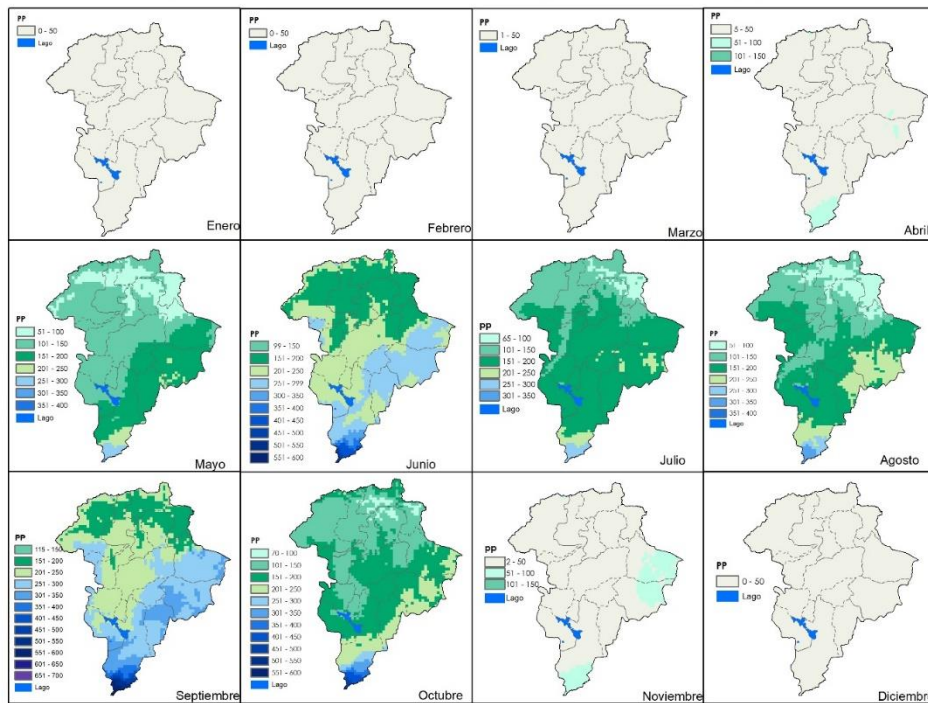 PP
0 - 50
Lago
Enero
PP
0 - 50
Lago
Febrero
PP
1 - 50
Lago
Marzo
PP
5 - 50
51 - 100
101 - 150
Lago
Abril
PP
51 - 100
101 - 150
151 - 200
201 - 250
251 - 300
301 - 350
351 - 400
Lago
Mayo
PP
99 - 150
151 - 200
201 - 250
251 - 299
300 - 350
351 - 400
401 - 450
451 - 500
501 - 550
551 - 600
Junio
PP
65 - 100
101 - 150
151 - 200
201 - 250
251 - 300
301 - 350
Lago
Julio
PP
51 - 100
101 - 150
151 - 200
201 - 250
251 - 300
301 - 350
351 - 400
Lago
Agosto
PP
115 - 150
151 - 200
201 - 250
251 - 300
301 - 350
351 - 400
401 - 450
451 - 500
501 - 550
551 - 600
601 - 650
651 - 700
Lago
Septiembre
PP
70 - 100
101 - 150
151 - 200
201 - 250
251 - 300
301 - 350
351 - 400
401 - 450
451 - 500
501 - 550
551 - 600
Lago
Octubre
PP
2 - 50
51 - 100
101 - 150
Lago
Noviembre
PP
0 - 50
Lago
Diciembre